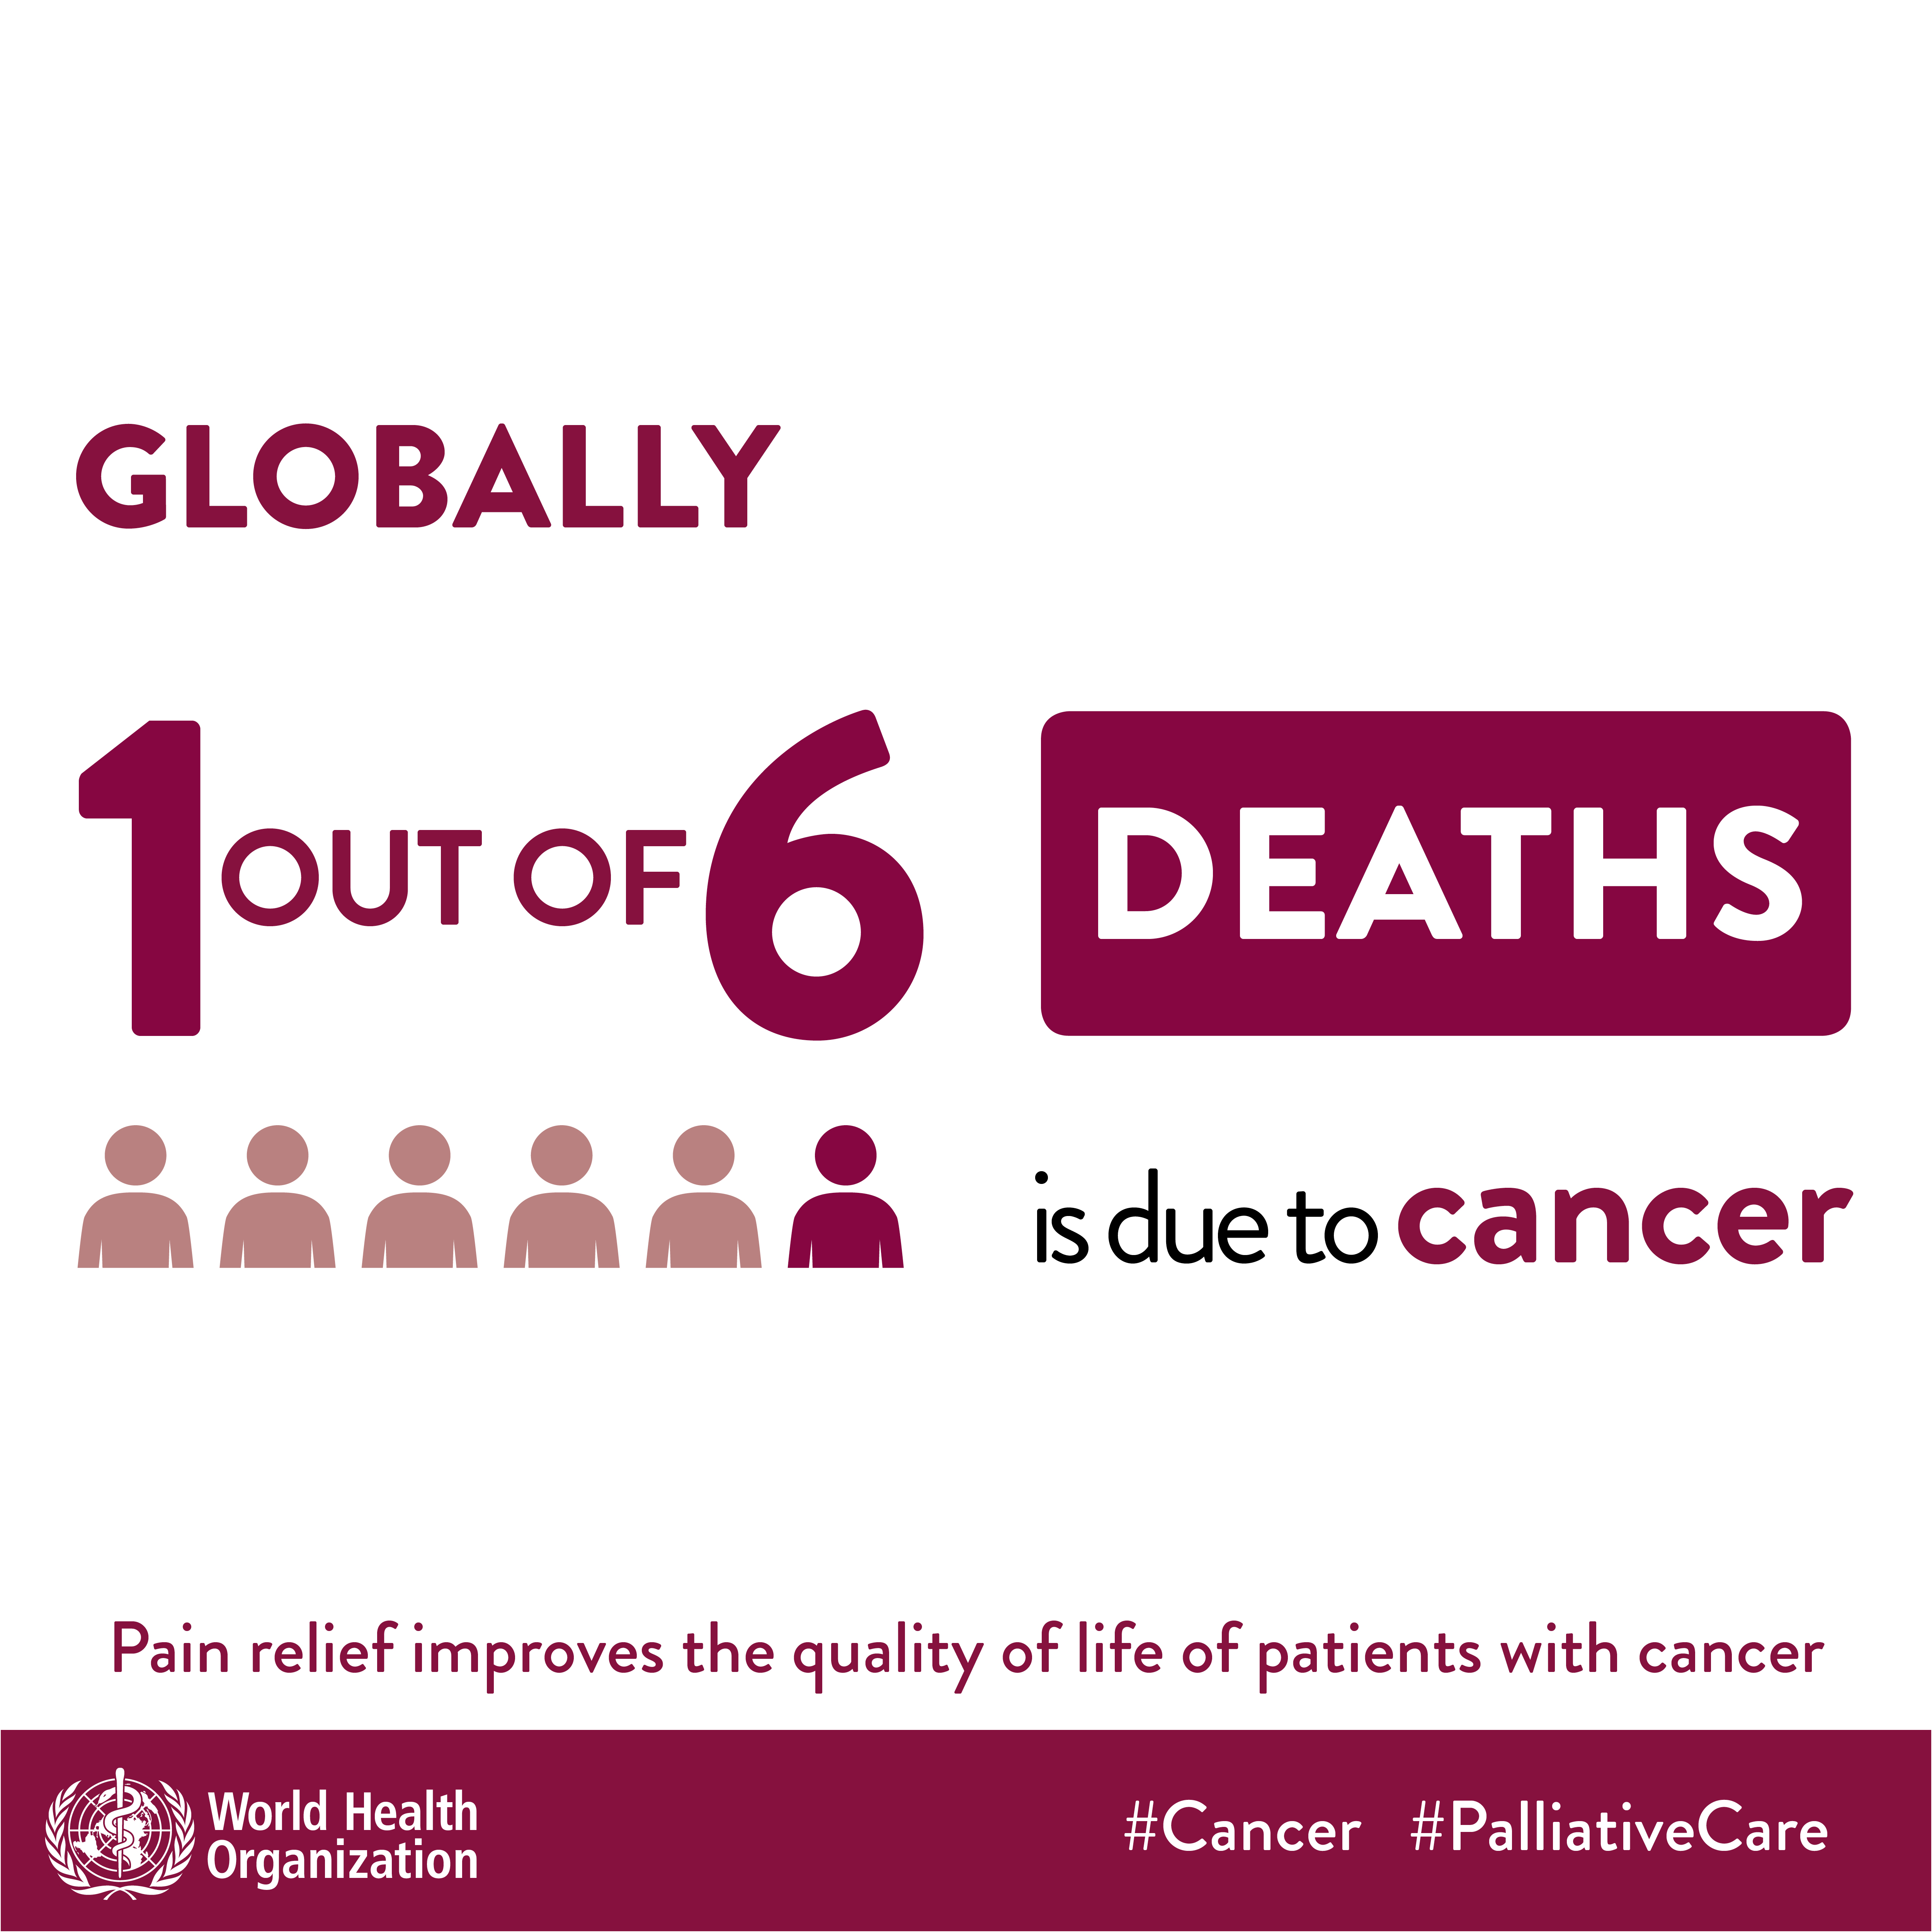 GLOBALLY
1 OUT OF 6 DEATHS
is due to cancer
Pain relief improves the quality of life of patients with cancer
World Health
Organization
#Cancer #PalliativeCare